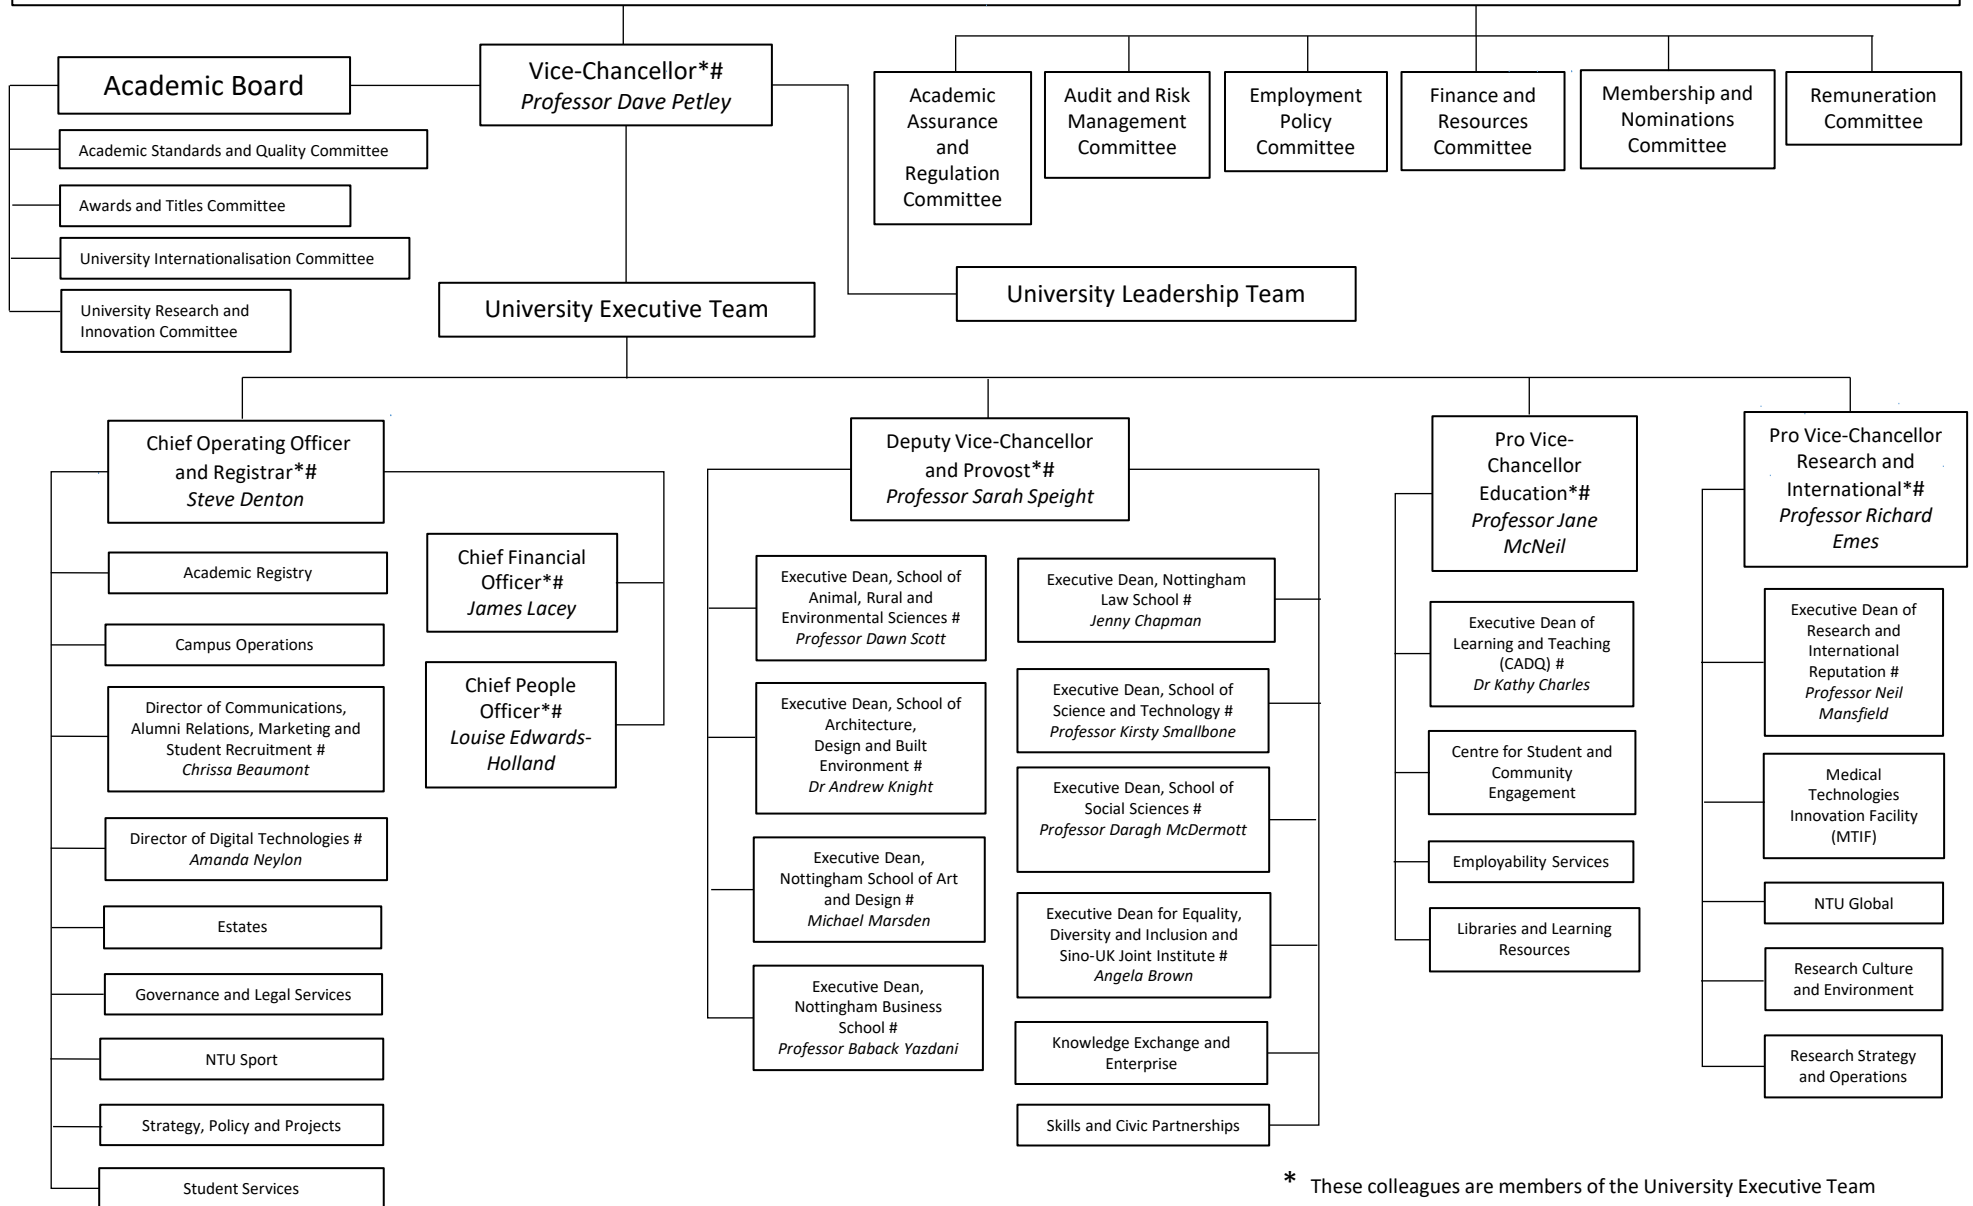 Academic Board
Vice-Chancellor*#
Professor Dave Petley
Academic
Assurance
and
Regulation
Committee
Audit and Risk
Management
Committee
Employment
Policy
Committee
Finance and
Resources
Committee
Membership and
Nominations
Committee
Remuneration
Committee
Academic Standards and Quality Committee
Awards and Titles Committee
University Internationalisation Committee
University Research and
Innovation Committee
University Executive Team
University Leadership Team
Chief Operating Officer
and Registrar*#
Steve Denton
Academic Registry
Campus Operations
Director of Communications,
Alumni Relations, Marketing and
Student Recruitment #
Chrissa Beaumont
Director of Digital Technologies #
Amanda Neylon
Estates
Governance and Legal Services
NTU Sport
Strategy, Policy and Projects
Student Services
Chief Financial
Officer*#
James Lacey
Chief People
Officer*#
Louise Edwards-
Holland
Deputy Vice-Chancellor
and Provost*#
Professor Sarah Speight
Executive Dean, School of
Animal, Rural and
Environmental Sciences #
Professor Dawn Scott
Executive Dean, School of
Architecture,
Design and Built
Environment #
Dr Andrew Knight
Executive Dean,
Nottingham School of Art
and Design #
Michael Marsden
Executive Dean,
Nottingham Business
School #
Professor Baback Yazdani
Executive Dean, Nottingham
Law School #
Jenny Chapman
Executive Dean, School of
Science and Technology #
Professor Kirsty Smallbone
Executive Dean, School of
Social Sciences #
Professor Daragh McDermott
Executive Dean for Equality,
Diversity and Inclusion and
Sino-UK Joint Institute #
Angela Brown
Knowledge Exchange and
Enterprise
Skills and Civic Partnerships
Pro Vice-
Chancellor
Education*#
Professor Jane
McNeil
Executive Dean of
Learning and Teaching
(CADQ) #
Dr Kathy Charles
Centre for Student and
Community
Engagement
Employability Services
Libraries and Learning
Resources
Pro Vice-Chancellor
Research and
International*#
Professor Richard
Emes
Executive Dean of
Research and
International
Reputation #
Professor Neil
Mansfield
Medical
Technologies
Innovation Facility
(MTIF)
NTU Global
Research Culture
and Environment
Research Strategy
and Operations
* These colleagues are members of the University Executive Team